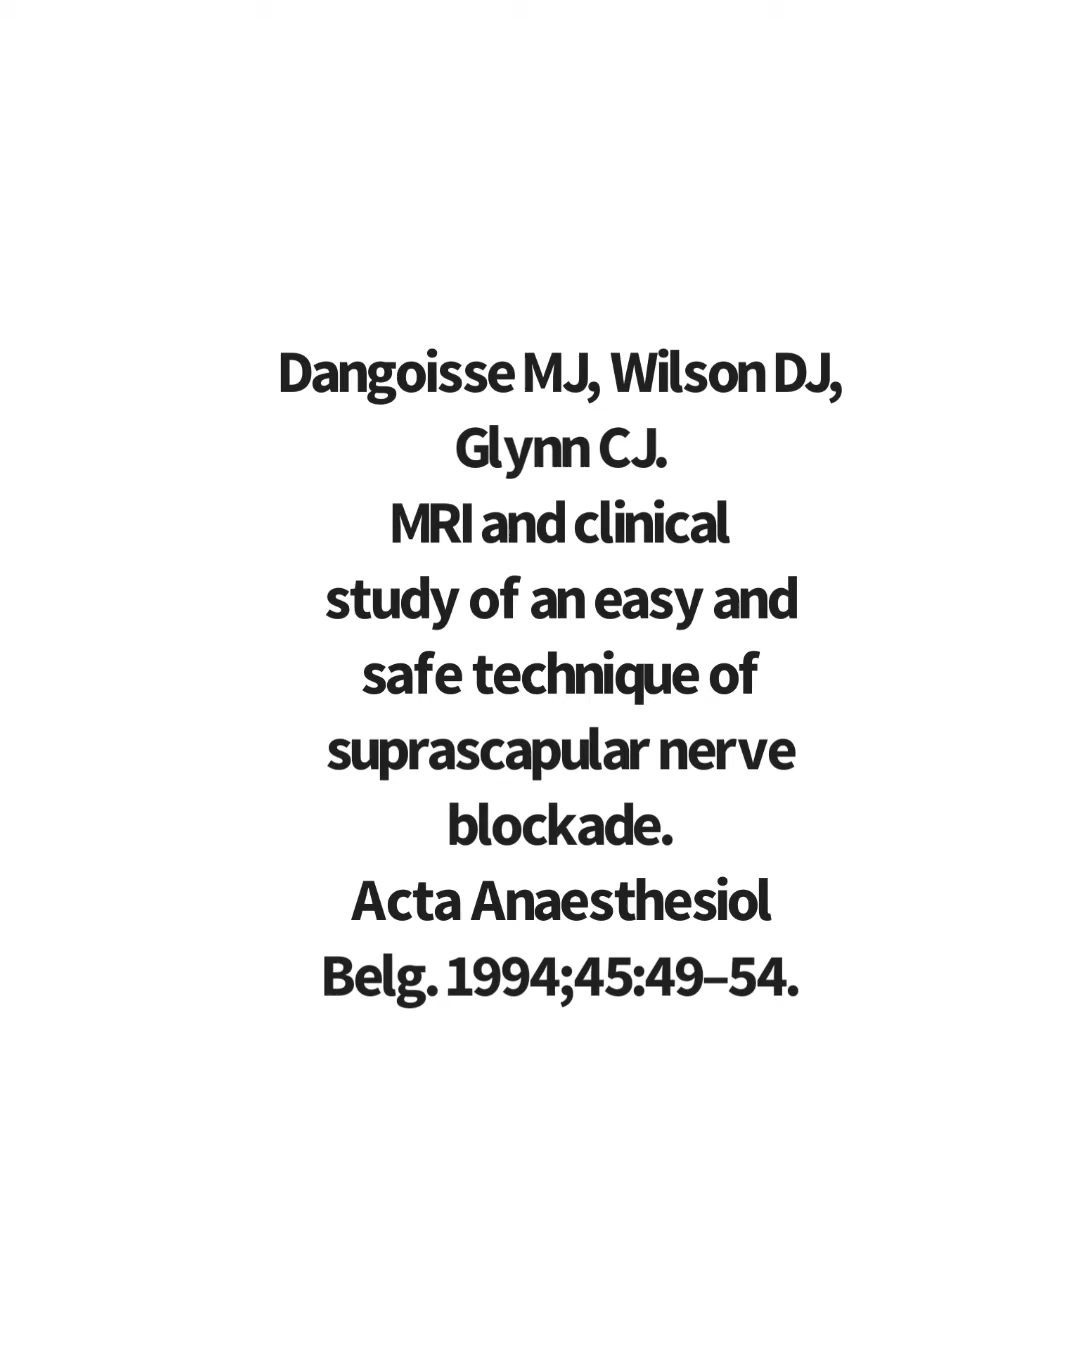 Dangoisse MJ, Wilson DJ,
Glynn CJ.
MRI and clinical
study of an easy and
safe technique of
suprascapular nerve
blockade.
Acta Anaesthesiol
Belg. 1994;45:49–54.